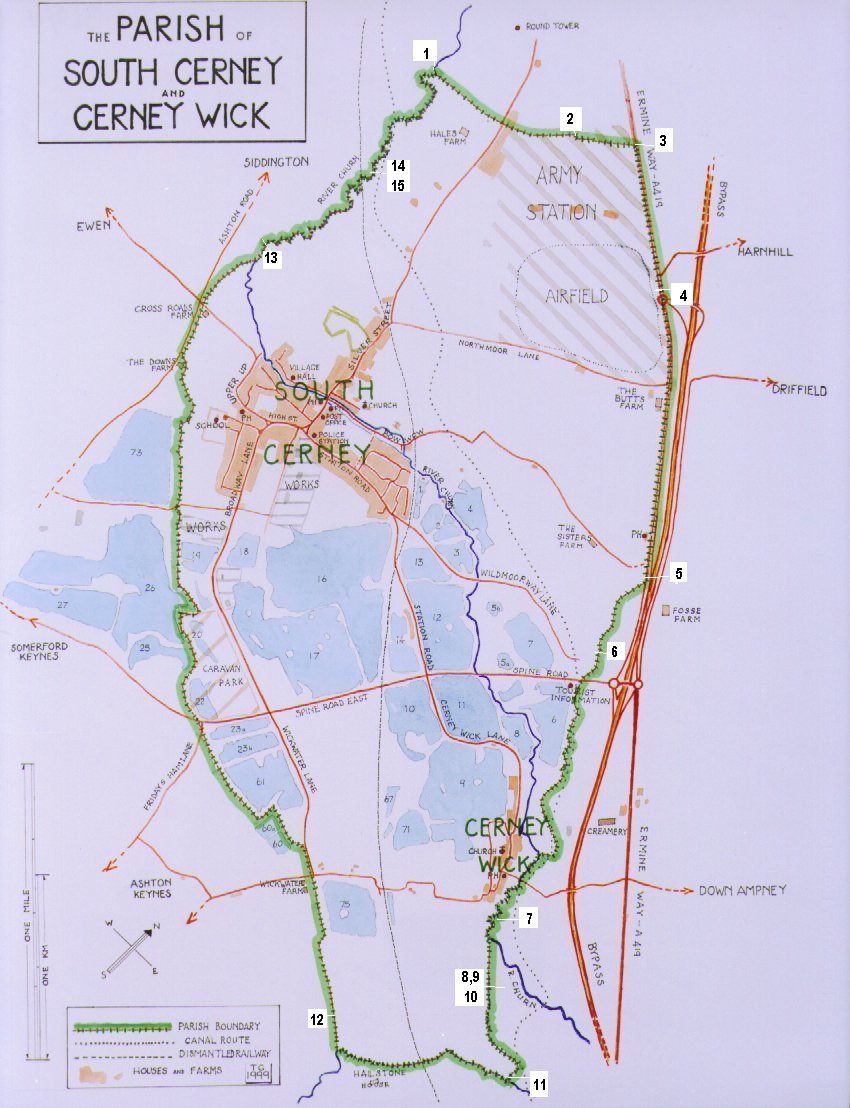 THE PARISH OF
SOUTH CERNEY
AND
CERNEY WICK
1
ROUND TOWER
2
3
HALES
FARM
ERMINE WAY-A419
SIDDINGTON
RIVER CHURN
14
15
ARMY
STATION
BYPASS
EWEN
ASHTON ROAD
13
HARNHILL
4
AIRFIELD
CROSS ROADS
FARM
SILVER STREET
NORTHMOOR LANE
THE DOWNS
FARM
UPPER UP
VILLAGE
HALL
SOUTH
THE
BUTTS
FARM
DRIFFIELD
PH
PH
CHURCH
SCHOOL
PH
HIGH ST.
POST
OFFICE
POLICE
STATION
BOW WOW
CERNEY
73
STATION ROAD
BROADWAY LANE
WORKS
RIVER CHURN
WORKS
4
2
THE
SISTERS
FARM
PH
19
18
16
13
3
WILDMOORWAY LANE
5
26
27
5b
FOSSE
FARM
STATION ROAD
12
20
14
7
6
SOMERFORD
KEYNES
25
17
5a
CARAVAN
PARK
SPINE ROAD
TOURIST
INFORMATION
22
SPINE ROAD EAST
10
11
6
23a
CERNEY WICK LANE
8
23b
WICKWATER LANE
FRIDAYS HAM LANE
61
9
67
CERNEY
71
60a
60
CREAMERY
CHURCH
WICK
PH
ERMINE WAY-A419
ASHTON
KEYNES
WICKWATER
FARM
DOWN AMPNEY
75
7
ONE MILE
ONE KM
W
N
S
E
BYPASS
8,9
10
R. CHURN
12
PARISH BOUNDARY
CANAL ROUTE
DISMANTLED RAILWAY
HOUSES AND FARMS
TG
1999
HAILSTONE
HOUSE
11